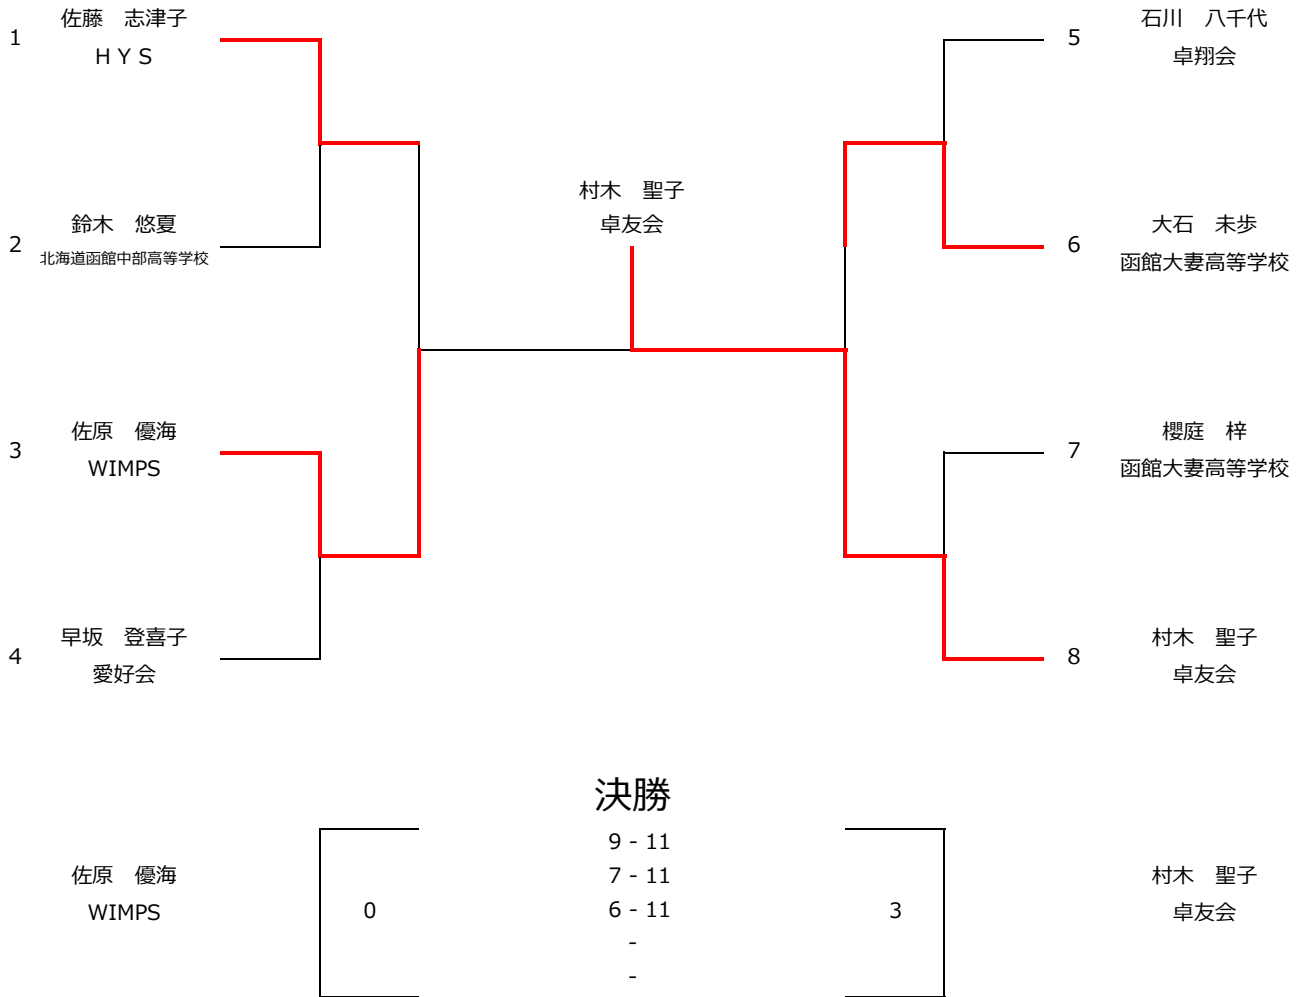 1
佐藤　志津子
ＨＹＳ
2
鈴木　悠夏
北海道函館中部高等学校
3
佐原　優海
WIMPS
4
早坂　登喜子
愛好会
村木　聖子
卓友会
5
石川　八千代
卓翔会
6
大石　未歩
函館大妻高等学校
7
櫻庭　梓
函館大妻高等学校
8
村木　聖子
卓友会
決勝
佐原　優海
WIMPS
0
9 - 11
7 - 11
6 - 11
-
-
3
村木　聖子
卓友会